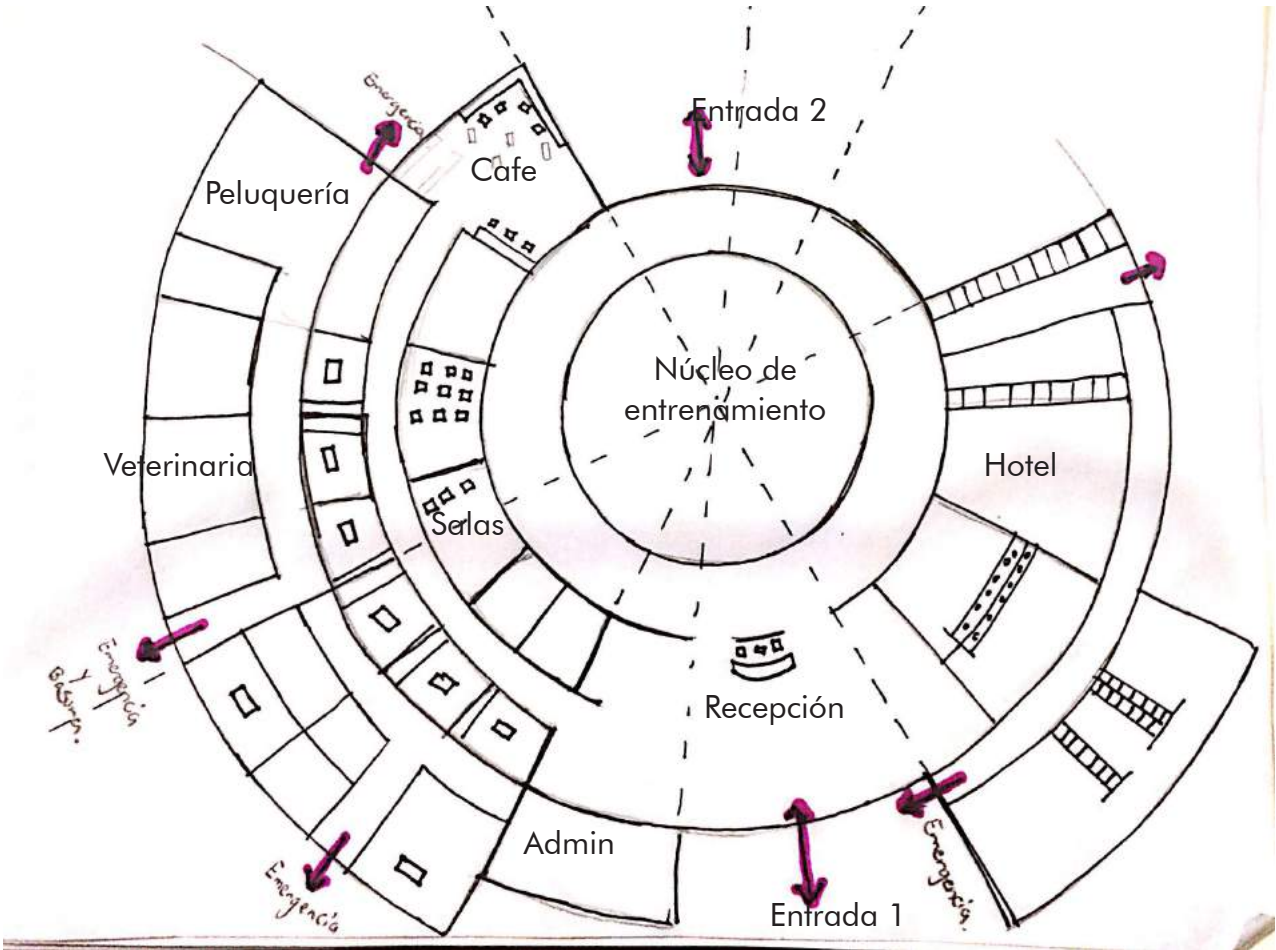 Emergencia
Entrada 2
Cafe
Peluquería
Núcleo de
entrenamiento
Veterinaria
Hotel
Salas
Emergencia
y
Recepción
Admin
Emergencia
Emergencia.
Entrada 1